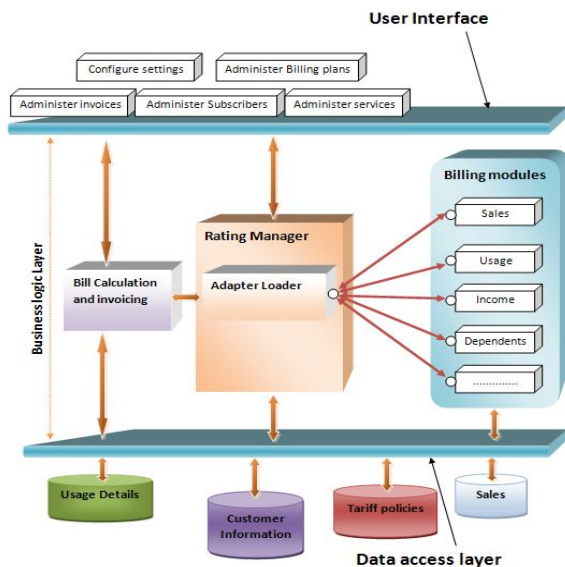 User Interface
Configure settings
Administer Billing plans
Administer invoices
Administer Subscribers
Administer services
Business logic Layer
Billing modules
Rating Manager
Adapter Loader
Bill Calculation
and invoicing
Sales
Usage
Income
Dependents
..............
Usage Details
Customer
Information
Tariff policies
Sales
Data access layer